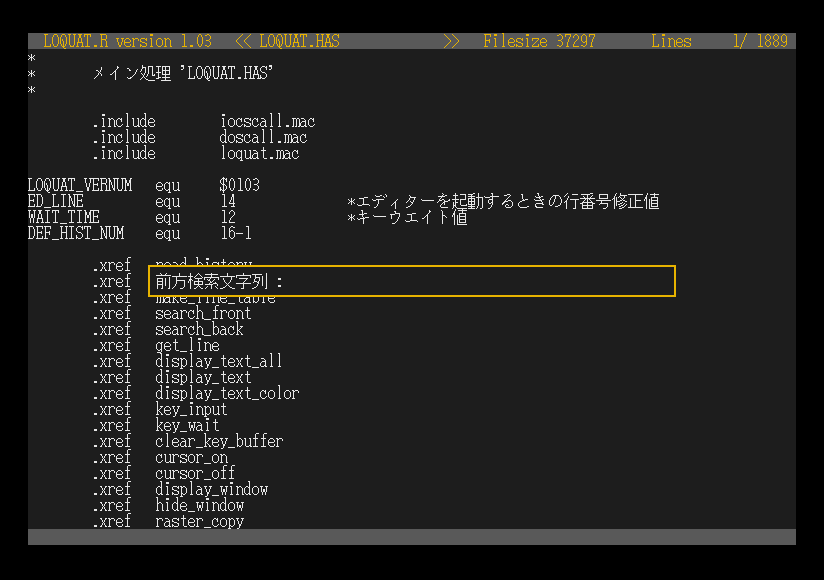 LOQUAT.R version 1.03 << LOQUAT.HAS >> Filesize 37297 Lines 1/ 1889
*
* メイン処理 'LOQUAT.HAS'
*
.include iocscall.mac
.include doscall.mac
.include loquat.mac
LOQUAT_VERNUM equ $0103
ED_LINE equ 14 *エディターを起動するときの行番号修正値
WAIT_TIME equ 12 *キーウエイト値
DEF_HIST_NUM equ 16-1
.xref read_history
.xref 前方検索文字列 :
.xref make_line_table
.xref search_front
.xref search_back
.xref get_line
.xref display_text_all
.xref display_text
.xref display_text_color
.xref key_input
.xref key_wait
.xref clear_key_buffer
.xref cursor_on
.xref cursor_off
.xref display_window
.xref hide_window
.xref raster_copy